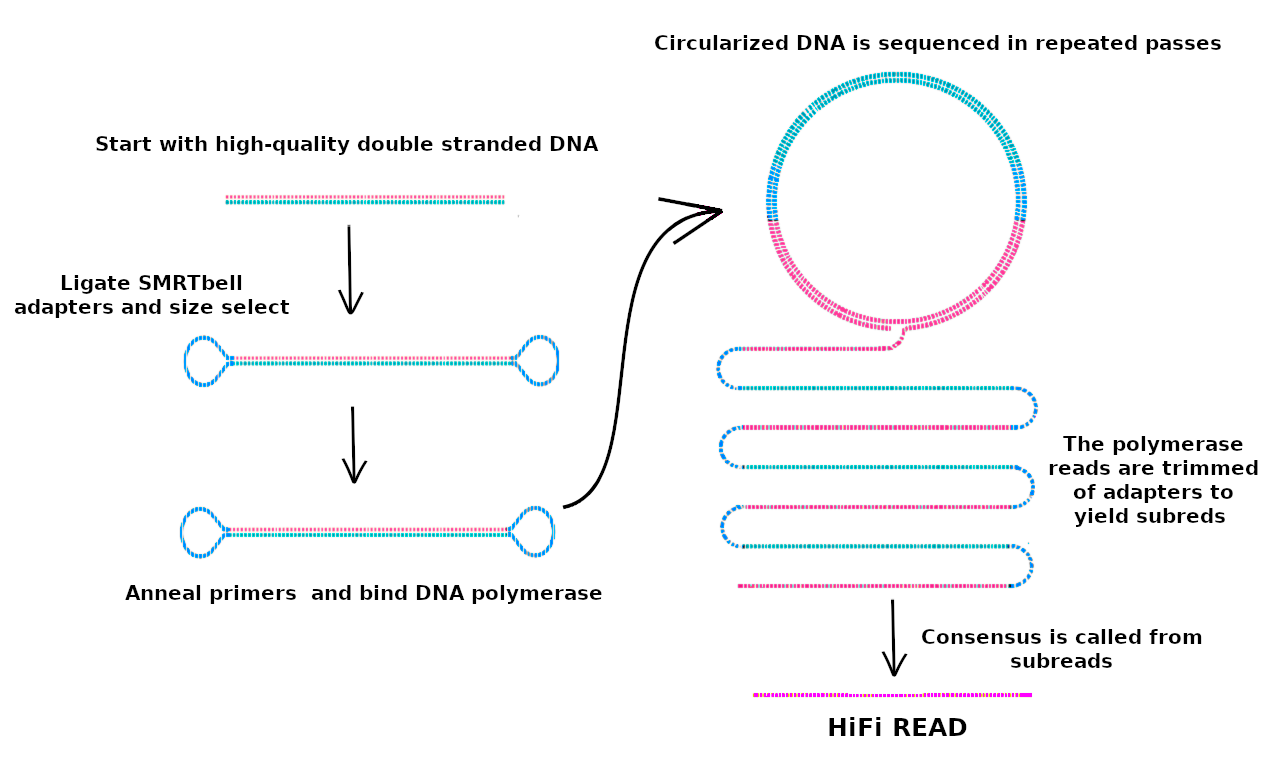 Start with high-quality double stranded DNA
Ligate SMRTbell
adapters and size select
Anneal primers  and bind DNA polymerase
Circularized DNA is sequenced in repeated passes
The polymerase
reads are trimmed
of adapters to
yield subreds
Consensus is called from
subreads
HiFi READ